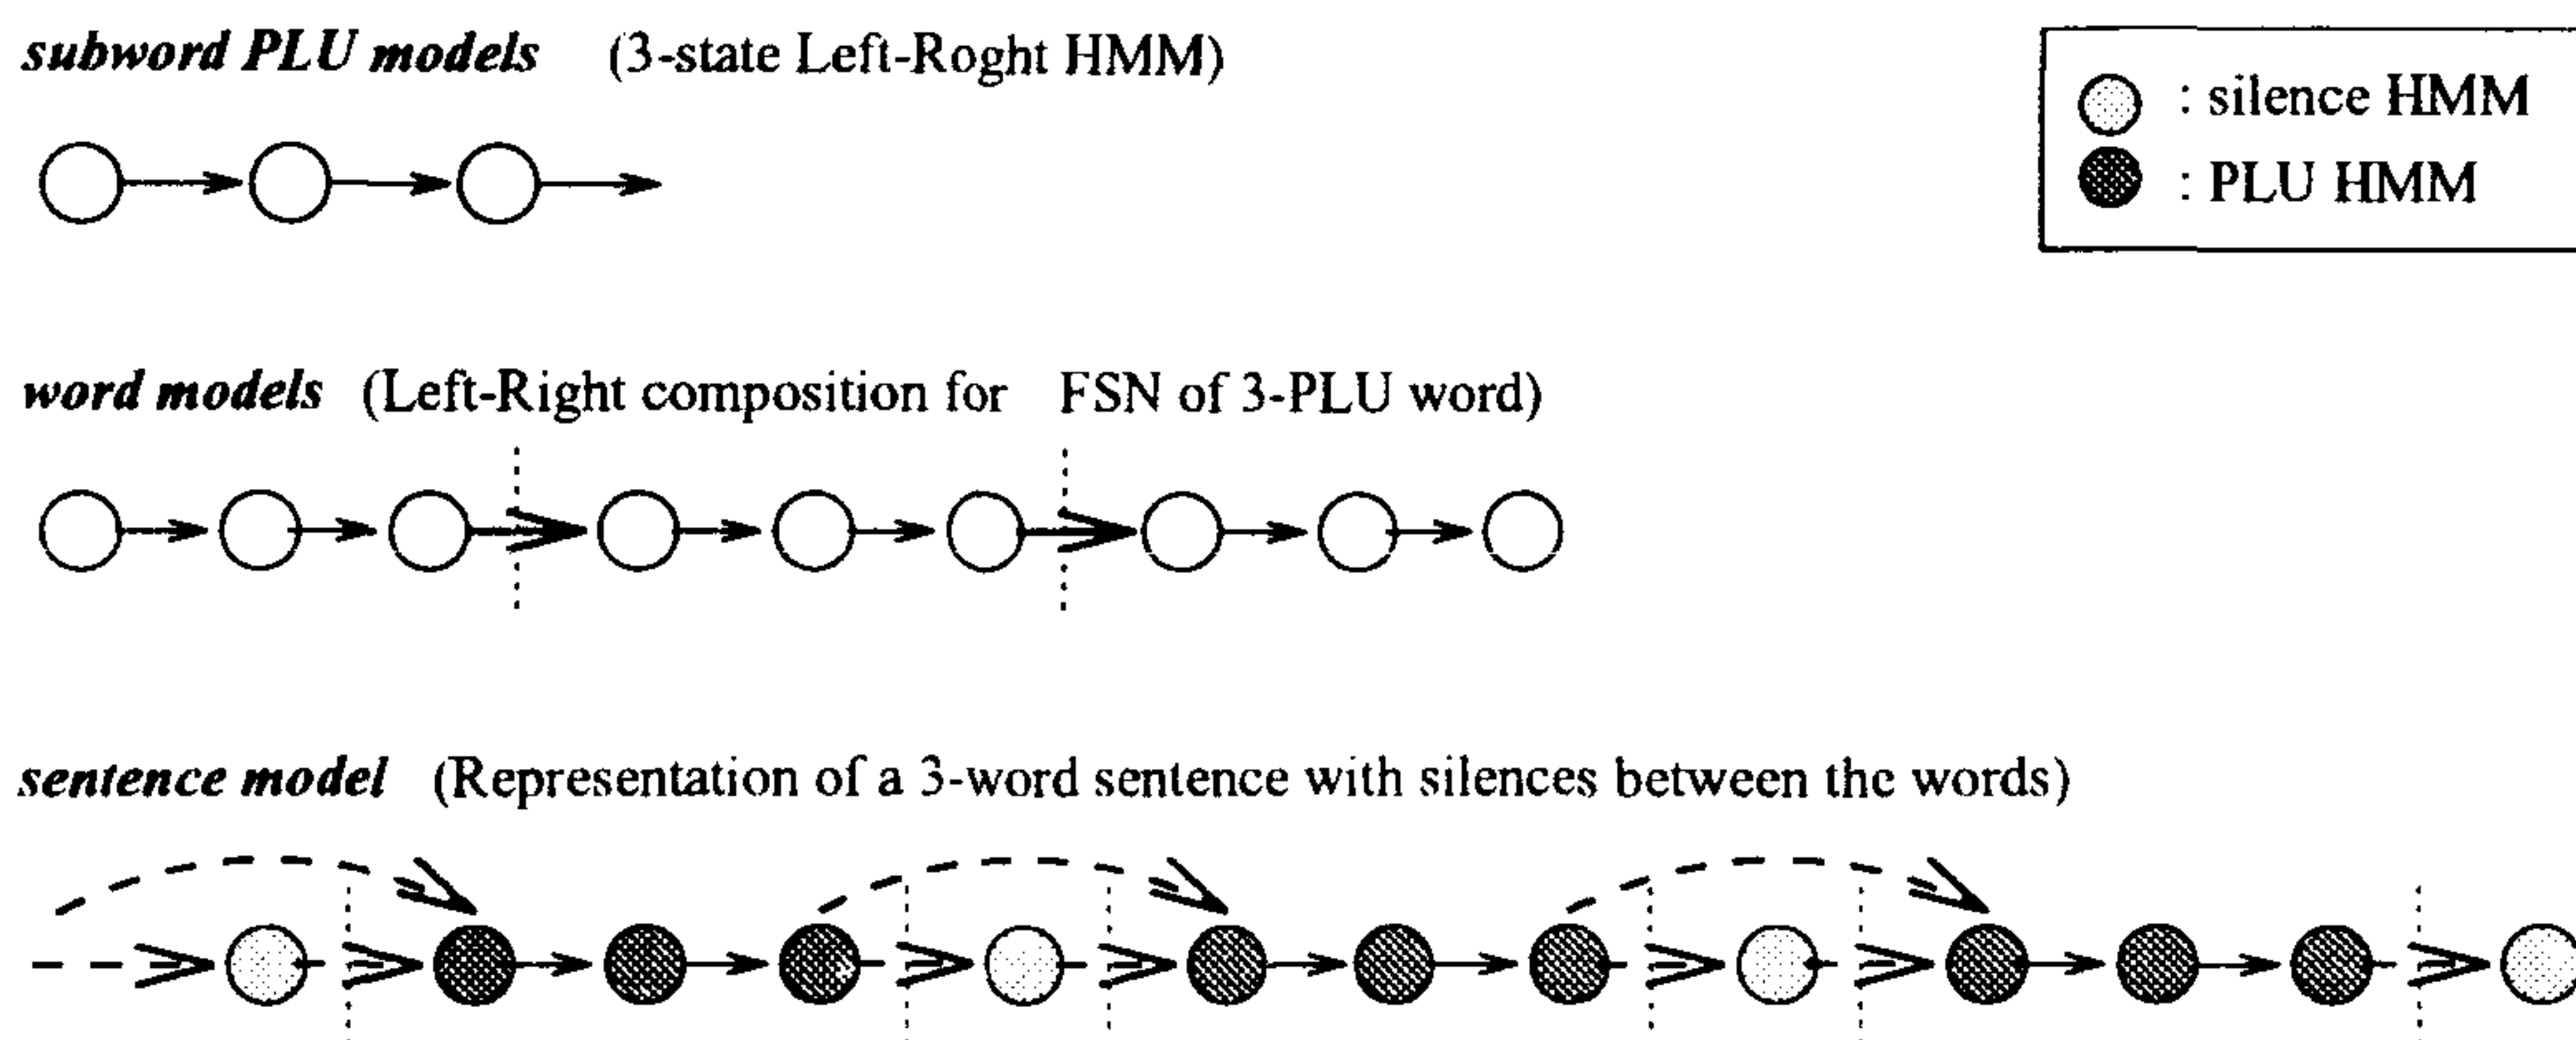 subword PLU models (3-state Left-Roght HMM)
: silence HMM
: PLU HMM
word models (Left-Right composition for FSN of 3-PLU word)
sentence model (Representation of a 3-word sentence with silences between the words)